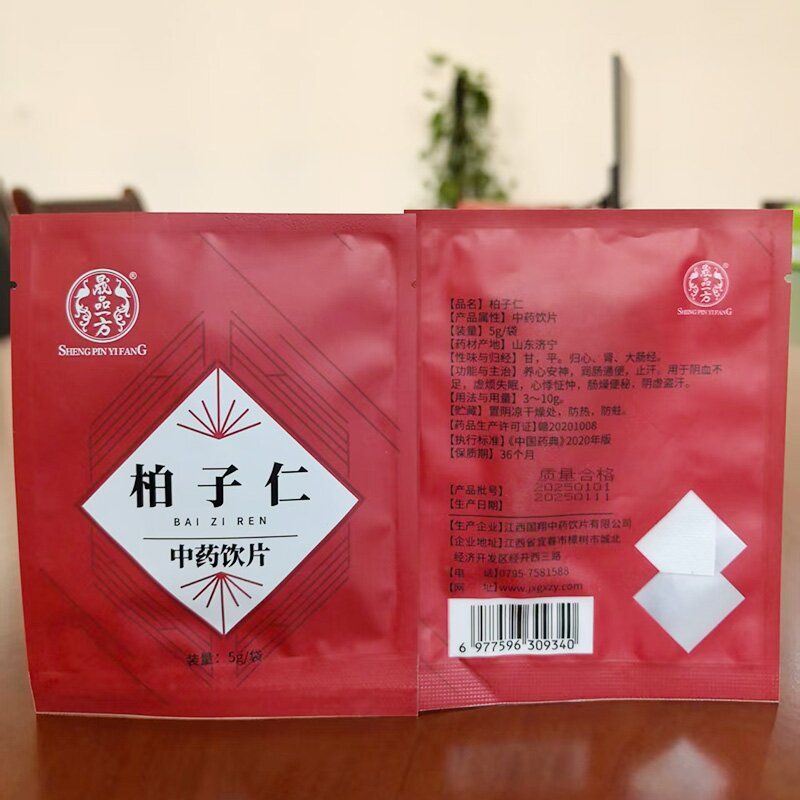 晟品一方
®
SHENG PIN YI FANG
柏子仁
BAI ZI REN
中药饮片
装量：5g/袋
晟品一方
®
SHENG PIN YI FANG
【品名】柏子仁
【产品属性】中药饮片
【装量】5g/袋
【药材产地】山东济宁
【性味与归经】甘，平。归心、肾、大肠经。
【功能与主治】养心安神，润肠通便，止汗。用于阴血不
足，虚烦失眠，心悸怔忡，肠燥便秘，阴虚盗汗。
【用法与用量】3～10g。
【贮藏】置阴凉干燥处，防热，防蛀。
【药品生产许可证】赣20201008
【执行标准】《中国药典》2020年版
【保质期】36个月
质量合格
【产品批号】20250101
【生产日期】20250111
【生产企业】江西国翔中药饮片有限公司
【企业地址】江西省宜春市樟树市城北
经济开发区经升西三路
【电 话】0795-7581588
【网 址】www.jxgxzy.com
6 977596 309340